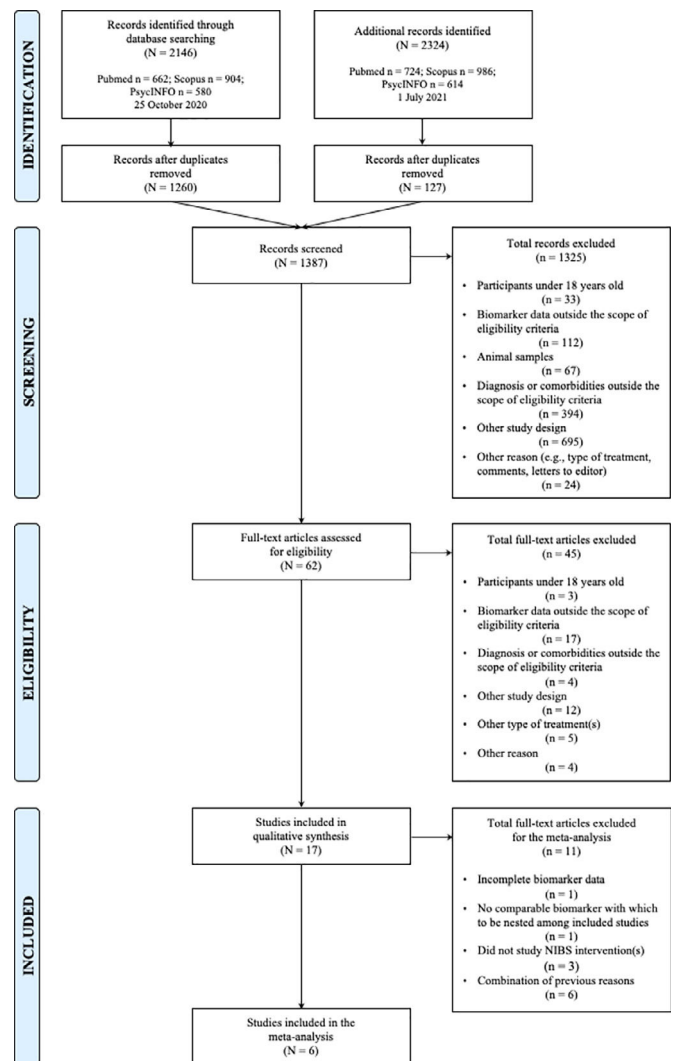 IDENTIFICATION
Records identified through
database searching
(N = 2146)
Pubmed n = 662; Scopus n = 904;
PsycINFO n = 580
25 October 2020
Additional records identified
(N = 2324)
Pubmed n = 724; Scopus n = 986;
PsycINFO n = 614
1 July 2021
Records after duplicates
removed
(N = 1260)
Records after duplicates
removed
(N = 127)
SCREENING
Records screened
(N = 1387)
Total records excluded
(n = 1325)
• Participants under 18 years old
(n = 33)
• Biomarker data outside the scope of
eligibility criteria
(n = 112)
• Animal samples
(n = 67)
• Diagnosis or comorbidities outside the
scope of eligibility criteria
(n = 394)
• Other study design
(n = 695)
• Other reason (e.g., type of treatment,
comments, letters to editor)
(n = 24)
ELIGIBILITY
Full-text articles assessed
for eligibility
(N = 62)
Total full-text articles excluded
(n = 45)
• Participants under 18 years old
(n = 3)
• Biomarker data outside the scope of
eligibility criteria
(n = 17)
• Diagnosis or comorbidities outside the
scope of eligibility criteria
(n = 4)
• Other study design
(n = 12)
• Other type of treatment(s)
(n = 5)
• Other reason
(n = 4)
INCLUDED
Studies included in
qualitative synthesis
(N = 17)
Total full-text articles excluded
for the meta-analysis
(n = 11)
• Incomplete biomarker data
(n = 1)
• No comparable biomarker with which
to be nested among included studies
(n = 1)
• Did not study NIBS intervention(s)
(n = 3)
• Combination of previous reasons
(n = 6)
Studies included in the
meta-analysis
(N = 6)